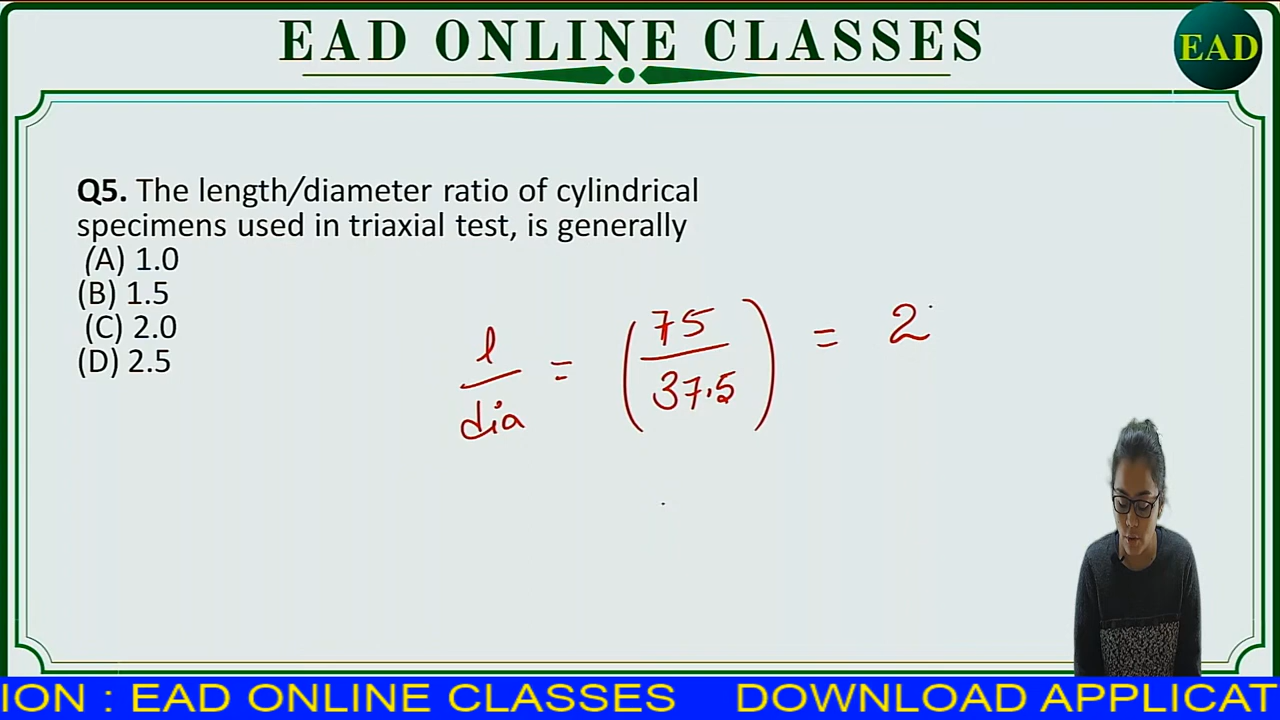 EAD ONLINE CLASSES
EAD
Q5. The length/diameter ratio of cylindrical
specimens used in triaxial test, is generally
(A) 1.0
(B) 1.5
(C) 2.0
(D) 2.5
l/dia = (75/37.5) = 2
ION : EAD ONLINE CLASSES DOWNLOAD APPLICAT